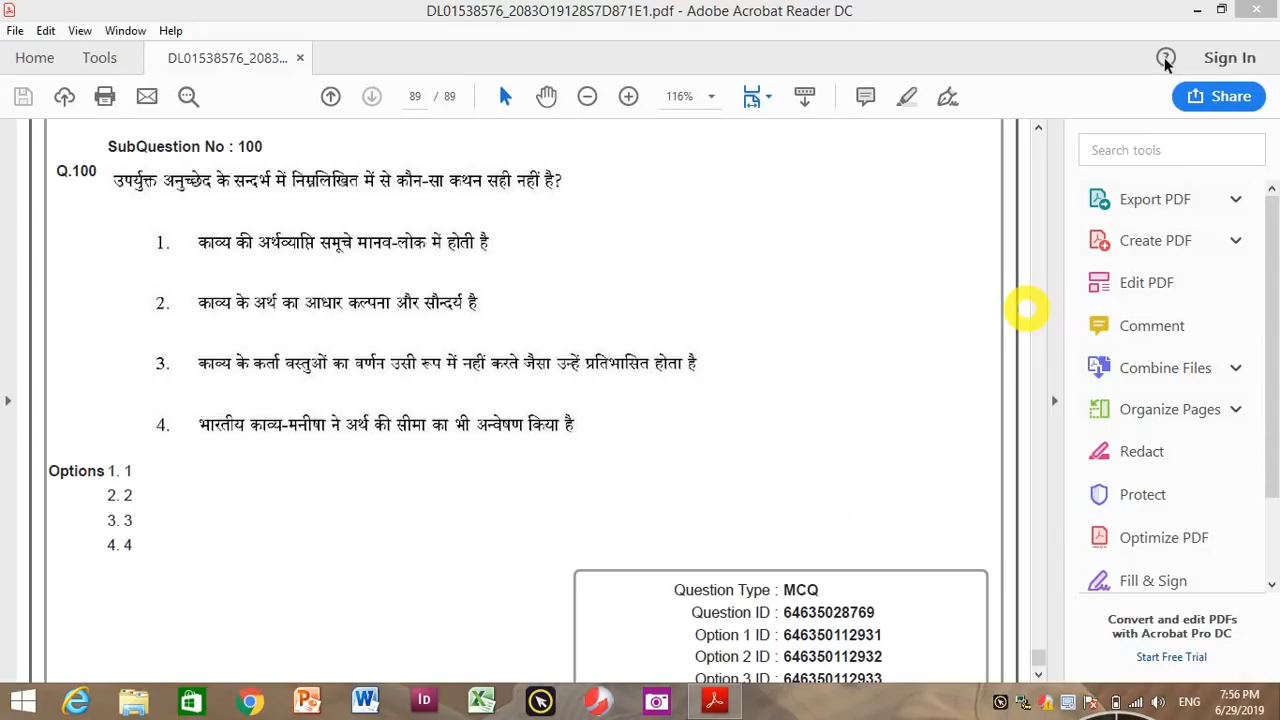 DL01538576_2083O19128S7D871E1.pdf - Adobe Acrobat Reader DC
File Edit View Window Help
Home Tools DL01538576_2083... × Sign In
89 / 89 116% Share
SubQuestion No : 100
Q.100 उपर्युक्त अनुच्छेद के सन्दर्भ में निम्नलिखित में से कौन-सा कथन सही नहीं है?
1. काव्य की अर्थव्याप्ति समूचे मानव-लोक में होती है
2. काव्य के अर्थ का आधार कल्पना और सौन्दर्य है
3. काव्य के कर्ता वस्तुओं का वर्णन उसी रूप में नहीं करते जैसा उन्हें प्रतिभासित होता है
4. भारतीय काव्य-मनीषा ने अर्थ की सीमा का भी अन्वेषण किया है
Options 1. 1
2. 2
3. 3
4. 4
Question Type : MCQ
Question ID : 64635028769
Option 1 ID : 646350112931
Option 2 ID : 646350112932
Option 3 ID : 646350112933
Search tools
Export PDF
Create PDF
Edit PDF
Comment
Combine Files
Organize Pages
Redact
Protect
Optimize PDF
Fill & Sign
Convert and edit PDFs
with Acrobat Pro DC
Start Free Trial
ENG
7:56 PM
6/29/2019